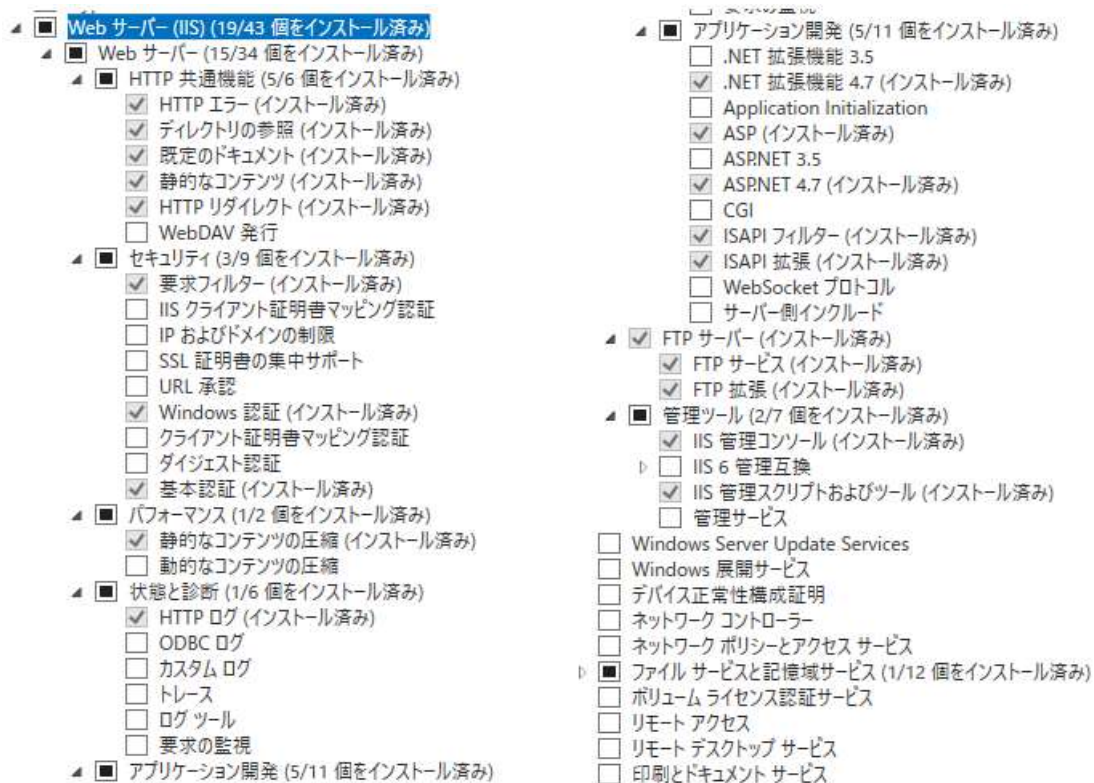 Web サーバー (IIS) (19/43 個をインストール済み)
Web サーバー (15/34 個をインストール済み)
HTTP 共通機能 (5/6 個をインストール済み)
HTTP エラー (インストール済み)
ディレクトリの参照 (インストール済み)
既定のドキュメント (インストール済み)
静的なコンテンツ (インストール済み)
HTTP リダイレクト (インストール済み)
WebDAV 発行
セキュリティ (3/9 個をインストール済み)
要求フィルター (インストール済み)
IIS クライアント証明書マッピング認証
IP およびドメインの制限
SSL 証明書の集中サポート
URL 承認
Windows 認証 (インストール済み)
クライアント証明書マッピング認証
ダイジェスト認証
基本認証 (インストール済み)
パフォーマンス (1/2 個をインストール済み)
静的なコンテンツの圧縮 (インストール済み)
動的なコンテンツの圧縮
状態と診断 (1/6 個をインストール済み)
HTTP ログ (インストール済み)
ODBC ログ
カスタム ログ
トレース
ログ ツール
要求の監視
アプリケーション開発 (5/11 個をインストール済み)
アプリケーション開発 (5/11 個をインストール済み)
.NET 拡張機能 3.5
.NET 拡張機能 4.7 (インストール済み)
Application Initialization
ASP (インストール済み)
ASP.NET 3.5
ASP.NET 4.7 (インストール済み)
CGI
ISAPI フィルター (インストール済み)
ISAPI 拡張 (インストール済み)
WebSocket プロトコル
サーバー側インクルード
FTP サーバー (インストール済み)
FTP サービス (インストール済み)
FTP 拡張 (インストール済み)
管理ツール (2/7 個をインストール済み)
IIS 管理コンソール (インストール済み)
IIS 6 管理互換
IIS 管理スクリプトおよびツール (インストール済み)
管理サービス
Windows Server Update Services
Windows 展開サービス
デバイス正常性構成証明
ネットワーク コントローラー
ネットワーク ポリシーとアクセス サービス
ファイル サービスと記憶域サービス (1/12 個をインストール済み)
ボリューム ライセンス認証サービス
リモート アクセス
リモート デスクトップ サービス
印刷とドキュメント サービス